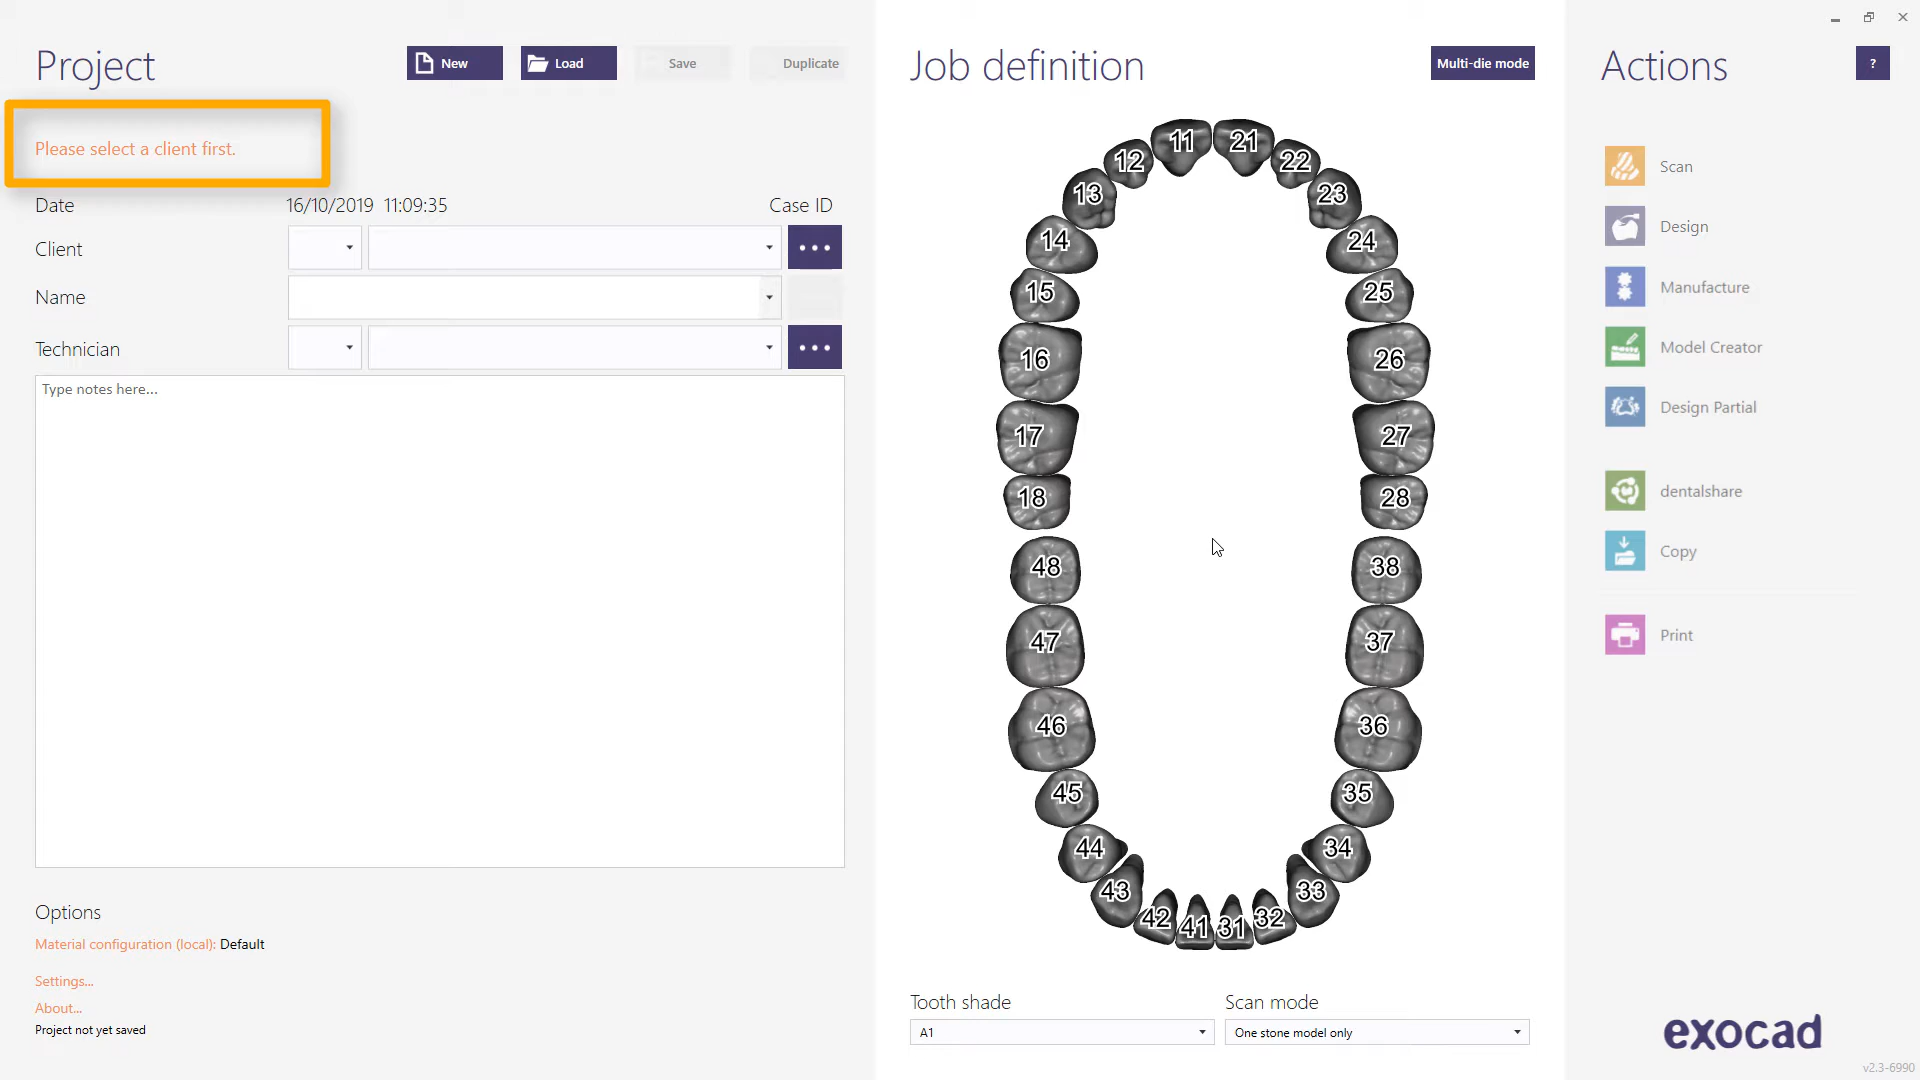 Project
New
Load
Save
Duplicate
Please select a client first.
Date 16/10/2019 11:09:35 Case ID
Client
Name
Technician
Type notes here...
Options
Material configuration (local): Default
Settings...
About...
Project not yet saved
Job definition
Multi-die mode
11 21
12 22
13 23
14 24
15 25
16 26
17 27
18 28
48 38
47 37
46 36
45 35
44 34
43 33
42 41 31 32
Tooth shade
A1
Scan mode
One stone model only
Actions
?
Scan
Design
Manufacture
Model Creator
Design Partial
dentalshare
Copy
Print
exocad
v2.3-6990